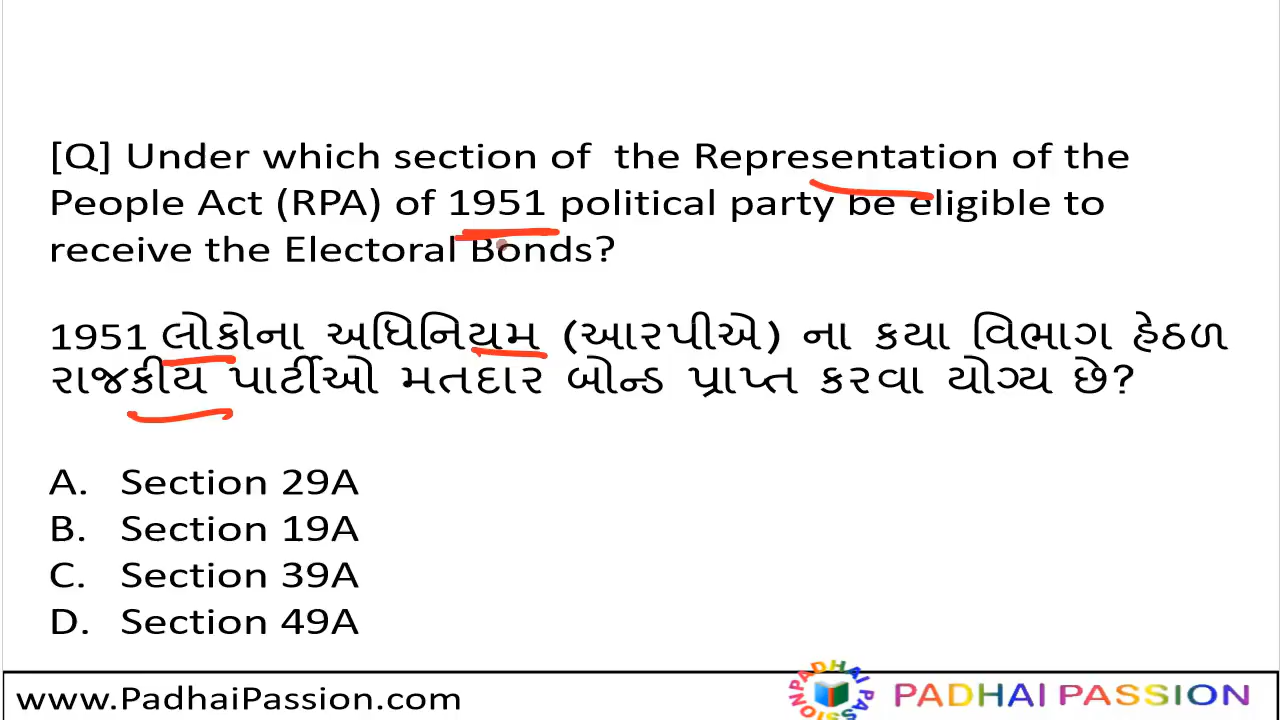 [Q] Under which section of the Representation of the
People Act (RPA) of 1951 political party be eligible to
receive the Electoral Bonds?
1951 લોકોના અધિનિયમ (આરપીએ) ના કયા વિભાગ હેઠળ
રાજકીય પાર્ટીઓ મતદાર બોન્ડ પ્રાપ્ત કરવા યોગ્ય છે?
A. Section 29A
B. Section 19A
C. Section 39A
D. Section 49A
www.PadhaiPassion.com
PADHAI PASSION
PADHAI PASSION